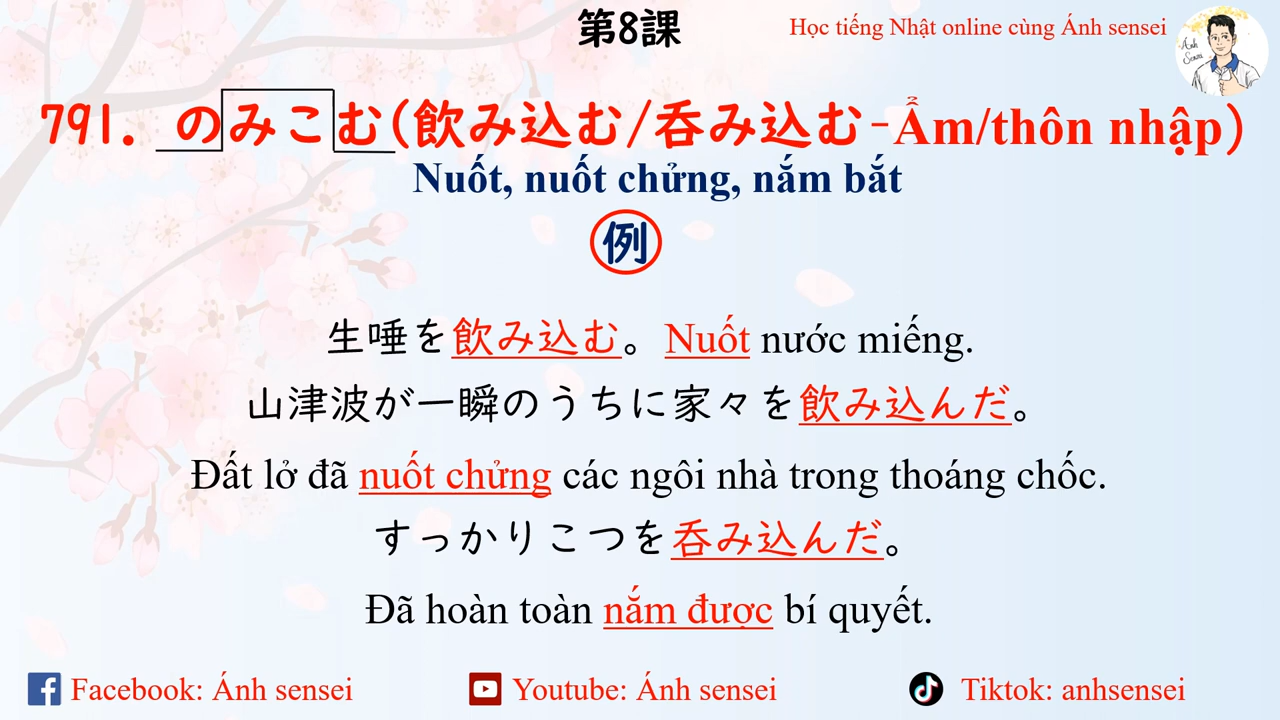 第8課
Học tiếng Nhật online cùng Ánh sensei
Ánh Sensei
791. のみこむ(飲み込む/呑み込む-Ẩm/thôn nhập)
Nuốt, nuốt chửng, nắm bắt
例
生唾を飲み込む。Nuốt nước miếng.
山津波が一瞬のうちに家々を飲み込んだ。
Đất lở đã nuốt chửng các ngôi nhà trong thoáng chốc.
すっかりこつを呑み込んだ。
Đã hoàn toàn nắm được bí quyết.
Facebook: Ánh sensei
Youtube: Ánh sensei
Tiktok: anhsensei